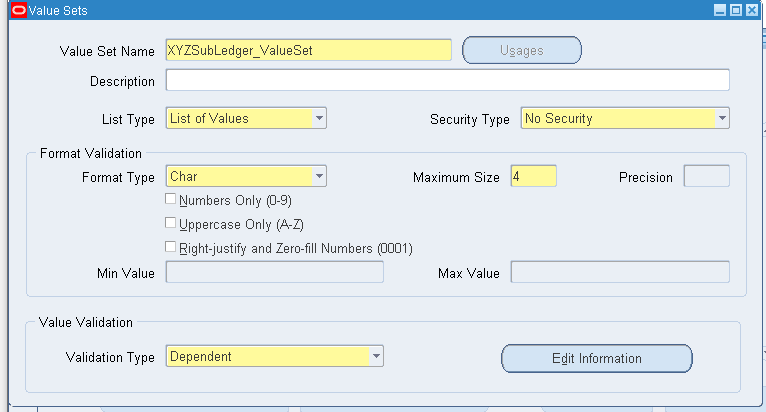 Value Sets
Value Set Name XYZSubLedger_ValueSet Usages
Description
List Type List of Values Security Type No Security
Format Validation
Format Type Char Maximum Size 4 Precision
Numbers Only (0-9)
Uppercase Only (A-Z)
Right-justify and Zero-fill Numbers (0001)
Min Value Max Value
Value Validation
Validation Type Dependent Edit Information